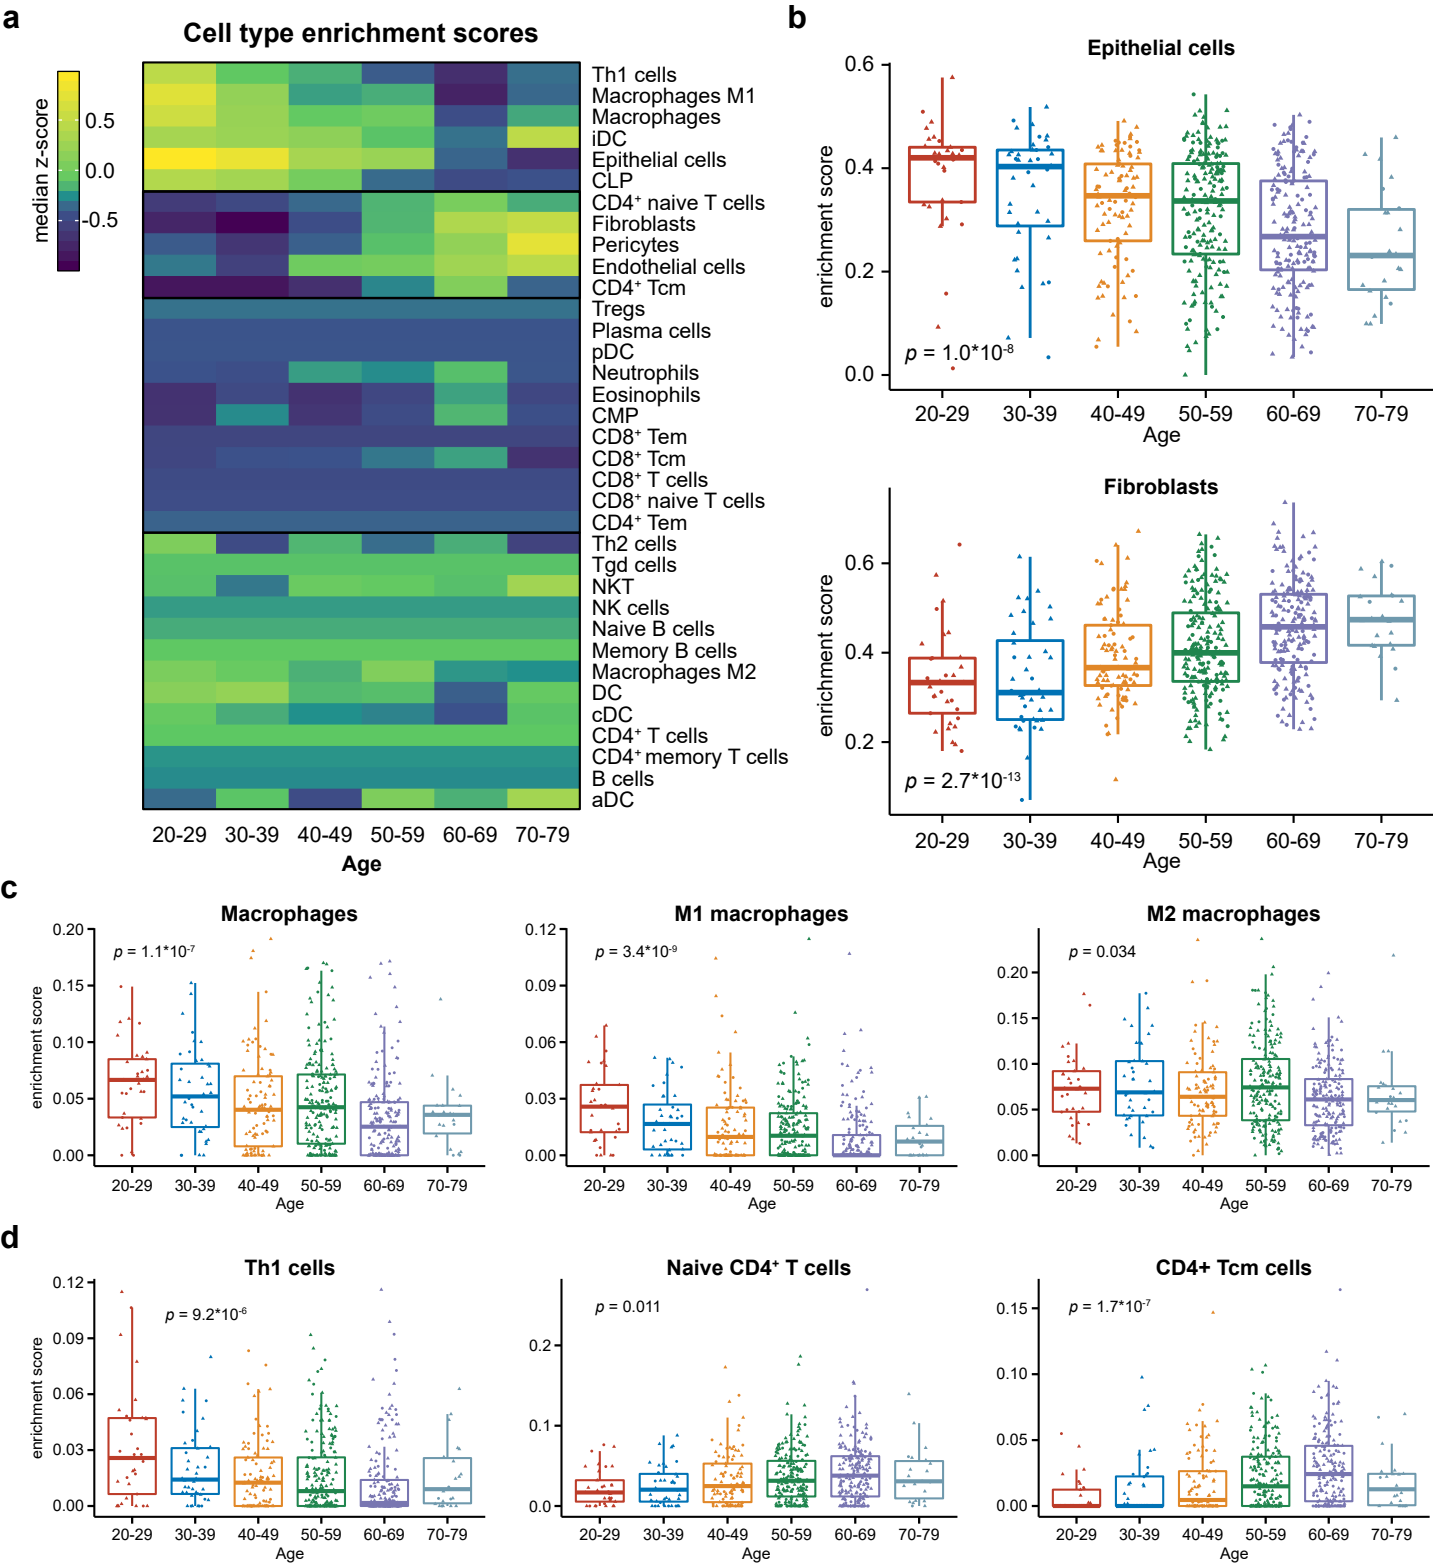 a
Cell type enrichment scores
median z-score
0.5
0.0
-0.5
Th1 cells
Macrophages M1
Macrophages
iDC
Epithelial cells
CLP
CD4⁺ naive T cells
Fibroblasts
Pericytes
Endothelial cells
CD4⁺ Tcm
Tregs
Plasma cells
pDC
Neutrophils
Eosinophils
CMP
CD8⁺ Tem
CD8⁺ Tcm
CD8⁺ T cells
CD8⁺ naive T cells
CD4⁺ Tem
Th2 cells
Tgd cells
NKT
NK cells
Naive B cells
Memory B cells
Macrophages M2
DC
cDC
CD4⁺ T cells
CD4⁺ memory T cells
B cells
aDC
20-29 30-39 40-49 50-59 60-69 70-79
Age
b
Epithelial cells
enrichment score
0.6
0.4
0.2
0.0
p = 1.0*10⁻⁸
20-29 30-39 40-49 50-59 60-69 70-79
Age
Fibroblasts
enrichment score
0.6
0.4
0.2
p = 2.7*10⁻¹³
20-29 30-39 40-49 50-59 60-69 70-79
Age
c
Macrophages
enrichment score
0.20
0.15
0.10
0.05
0.00
p = 1.1*10⁻⁷
20-29 30-39 40-49 50-59 60-69 70-79
Age
M1 macrophages
0.12
0.09
0.06
0.03
0.00
p = 3.4*10⁻⁹
20-29 30-39 40-49 50-59 60-69 70-79
Age
M2 macrophages
0.20
0.15
0.10
0.05
0.00
p = 0.034
20-29 30-39 40-49 50-59 60-69 70-79
Age
d
Th1 cells
enrichment score
0.12
0.09
0.06
0.03
0.00
p = 9.2*10⁻⁶
20-29 30-39 40-49 50-59 60-69 70-79
Age
Naive CD4⁺ T cells
0.2
0.1
0.0
p = 0.011
20-29 30-39 40-49 50-59 60-69 70-79
Age
CD4+ Tcm cells
0.15
0.10
0.05
0.00
p = 1.7*10⁻⁷
20-29 30-39 40-49 50-59 60-69 70-79
Age